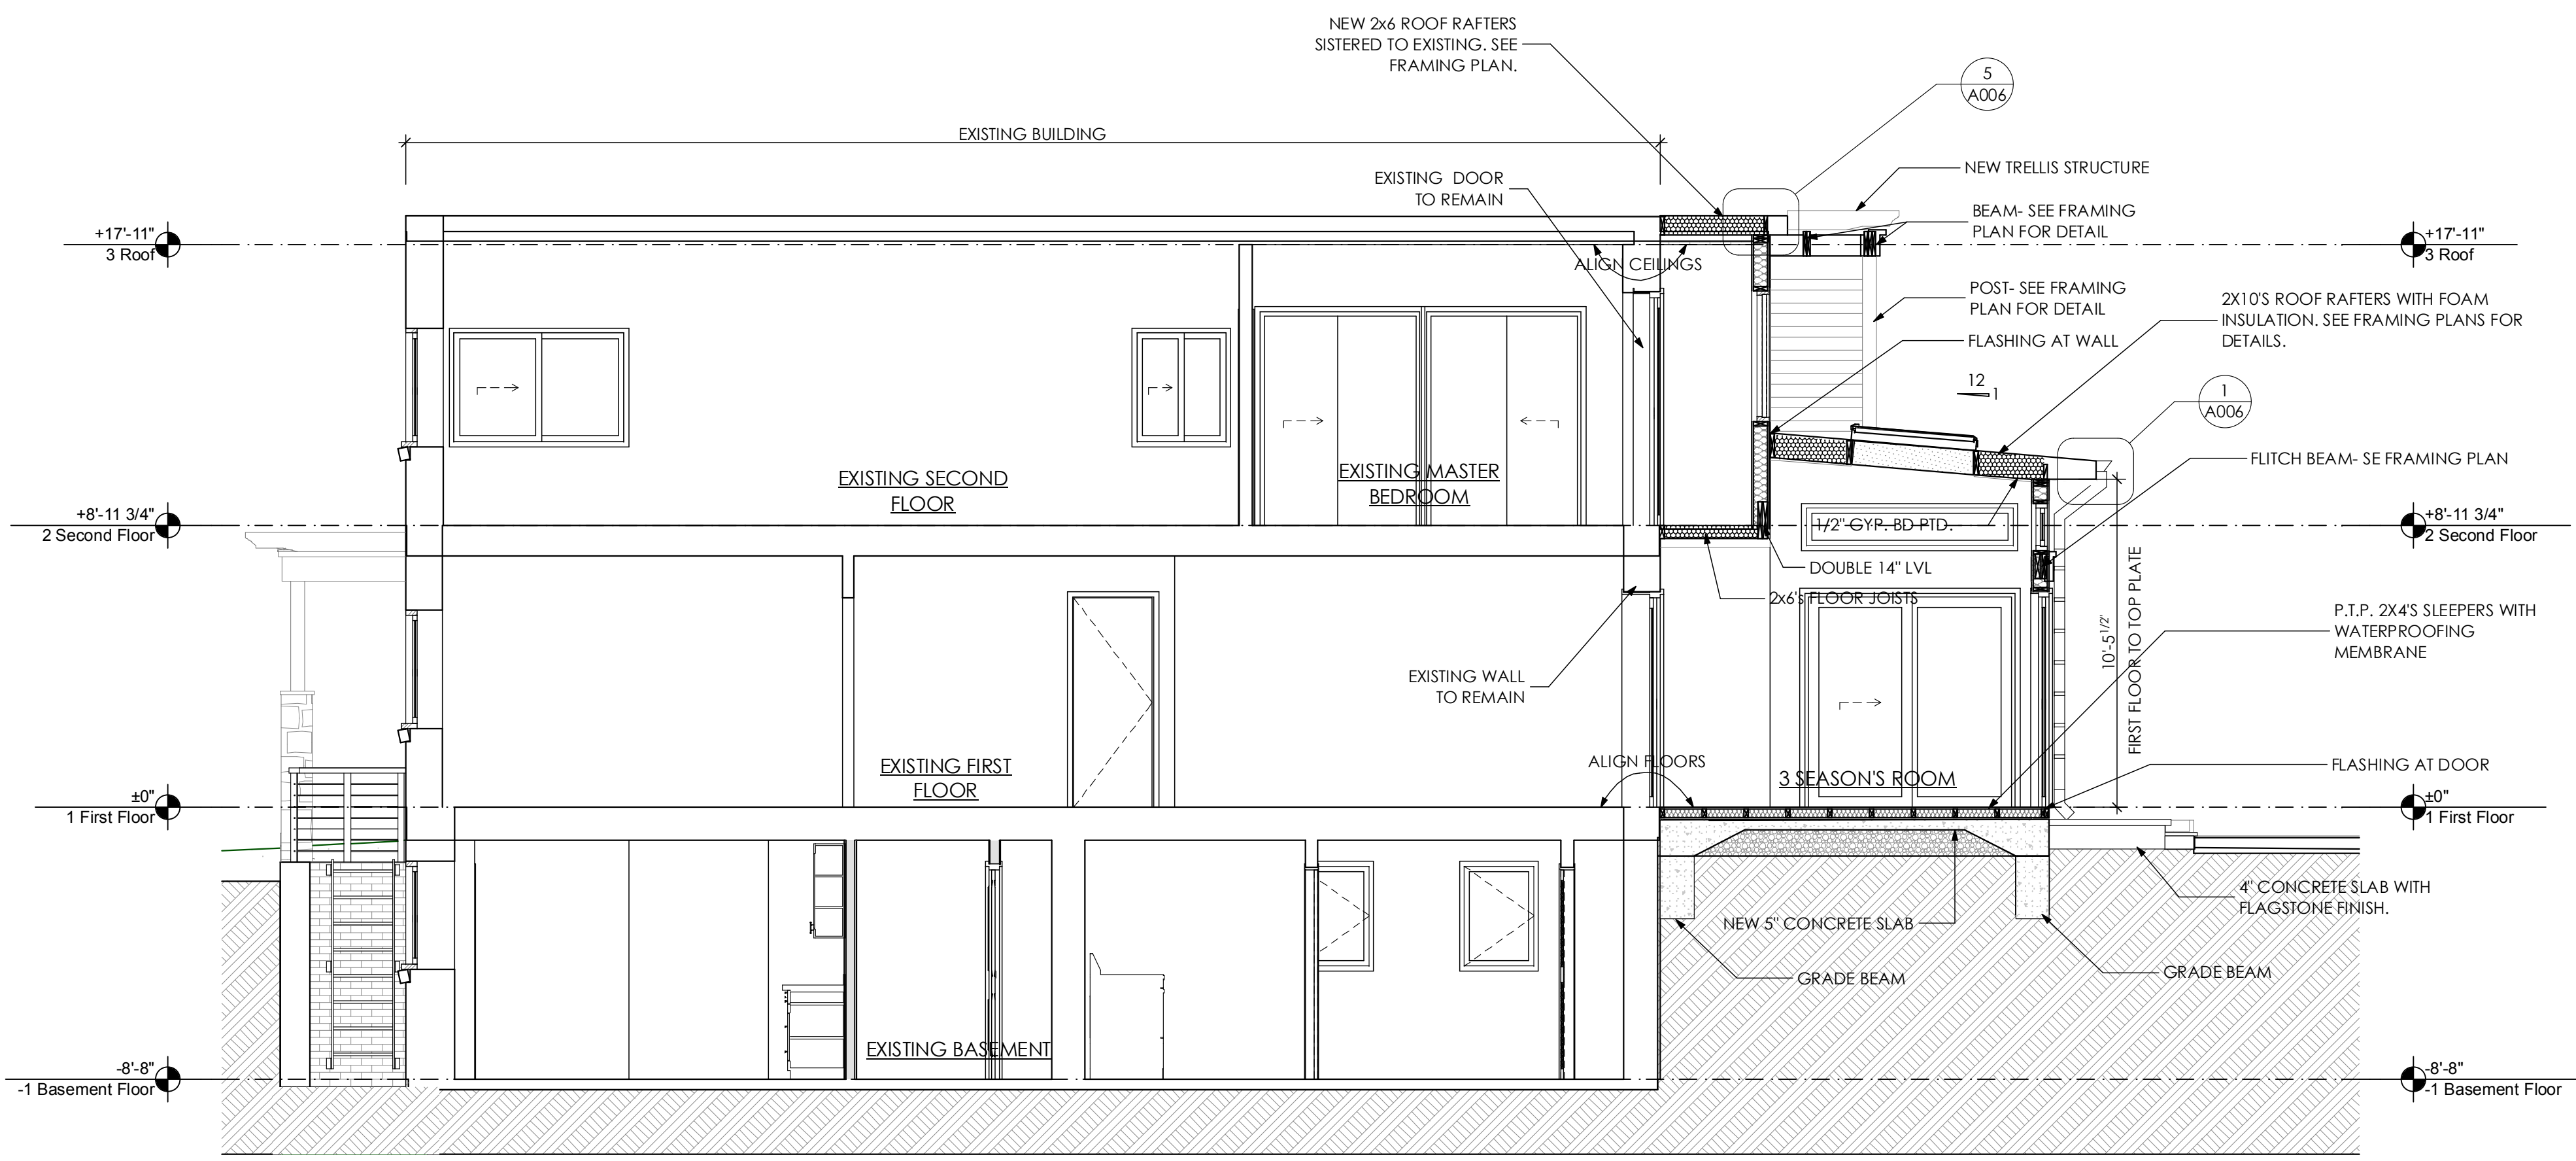 NEW 2x6 ROOF RAFTERS
SISTERED TO EXISTING. SEE
FRAMING PLAN.
5
A006
EXISTING BUILDING
NEW TRELLIS STRUCTURE
EXISTING DOOR
TO REMAIN
BEAM- SEE FRAMING
PLAN FOR DETAIL
+17'-11"
3 Roof
+17'-11"
3 Roof
ALIGN CEILINGS
POST- SEE FRAMING
PLAN FOR DETAIL
2X10'S ROOF RAFTERS WITH FOAM
INSULATION. SEE FRAMING PLANS FOR
DETAILS.
FLASHING AT WALL
12
1
1
A006
FLITCH BEAM- SE FRAMING PLAN
EXISTING SECOND
FLOOR
EXISTING MASTER
BEDROOM
+8'-11 3/4"
2 Second Floor
1/2" GYP. BD PTD.
+8'-11 3/4"
2 Second Floor
DOUBLE 14" LVL
2x6's FLOOR JOISTS
P.T.P. 2X4'S SLEEPERS WITH
WATERPROOFING
MEMBRANE
10'-5 1/2"
FIRST FLOOR TO TOP PLATE
EXISTING WALL
TO REMAIN
EXISTING FIRST
FLOOR
ALIGN FLOORS
3 SEASON'S ROOM
FLASHING AT DOOR
±0"
1 First Floor
±0"
1 First Floor
4" CONCRETE SLAB WITH
FLAGSTONE FINISH.
NEW 5" CONCRETE SLAB
GRADE BEAM
GRADE BEAM
EXISTING BASEMENT
-8'-8"
-1 Basement Floor
-8'-8"
-1 Basement Floor